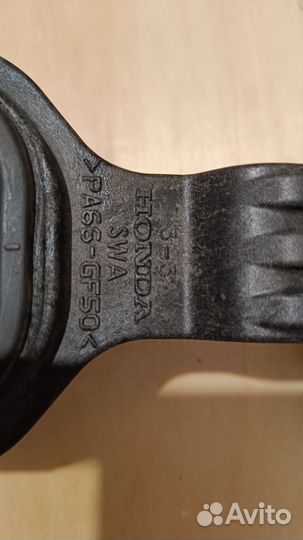 3-3
HONDA
SWA
>PA66-GF50<
Avito